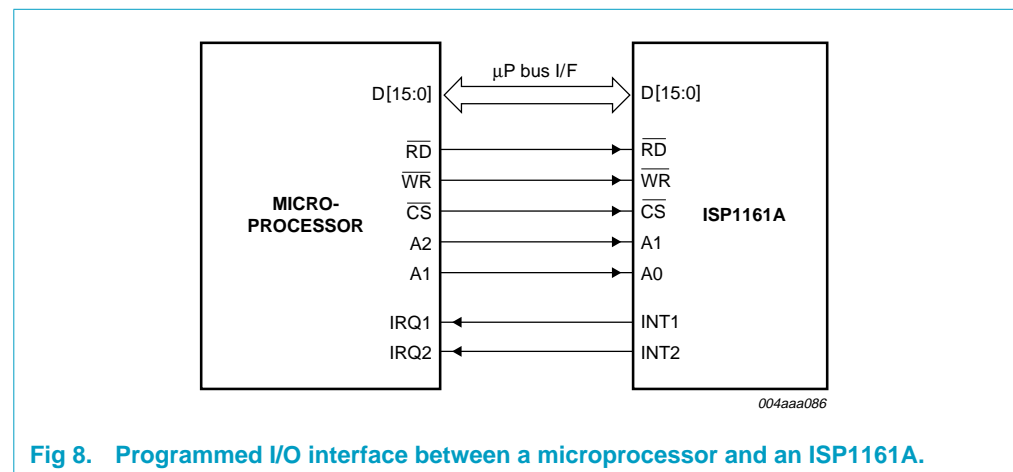 μP bus I/F
D[15:0] D[15:0]
RD RD
WR WR
MICRO-
PROCESSOR
CS CS
ISP1161A
A2 A1
A1 A0
IRQ1 INT1
IRQ2 INT2
004aaa086
Fig 8. Programmed I/O interface between a microprocessor and an ISP1161A.